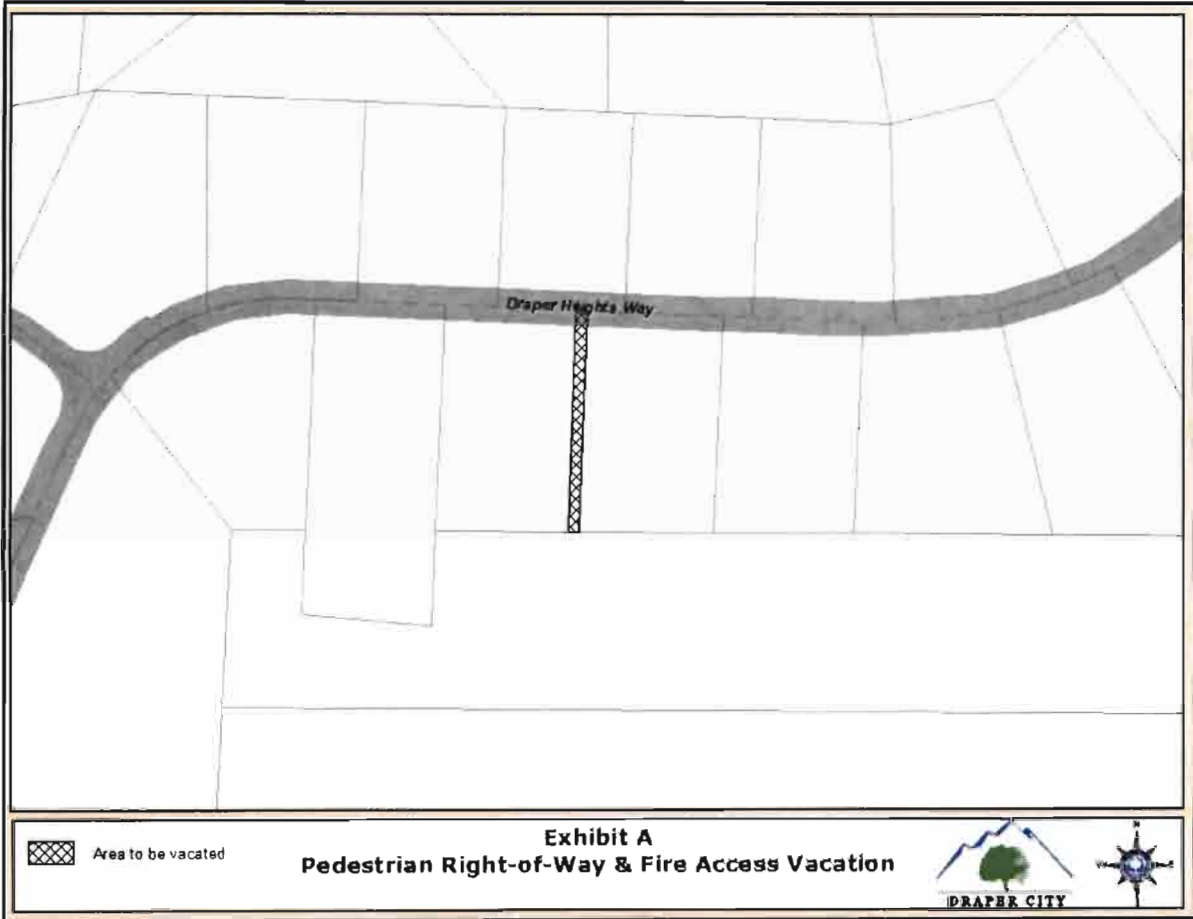 Draper Heights Way
Area to be vacated
Exhibit A
Pedestrian Right-of-Way & Fire Access Vacation
DRAPER CITY
N
W
E